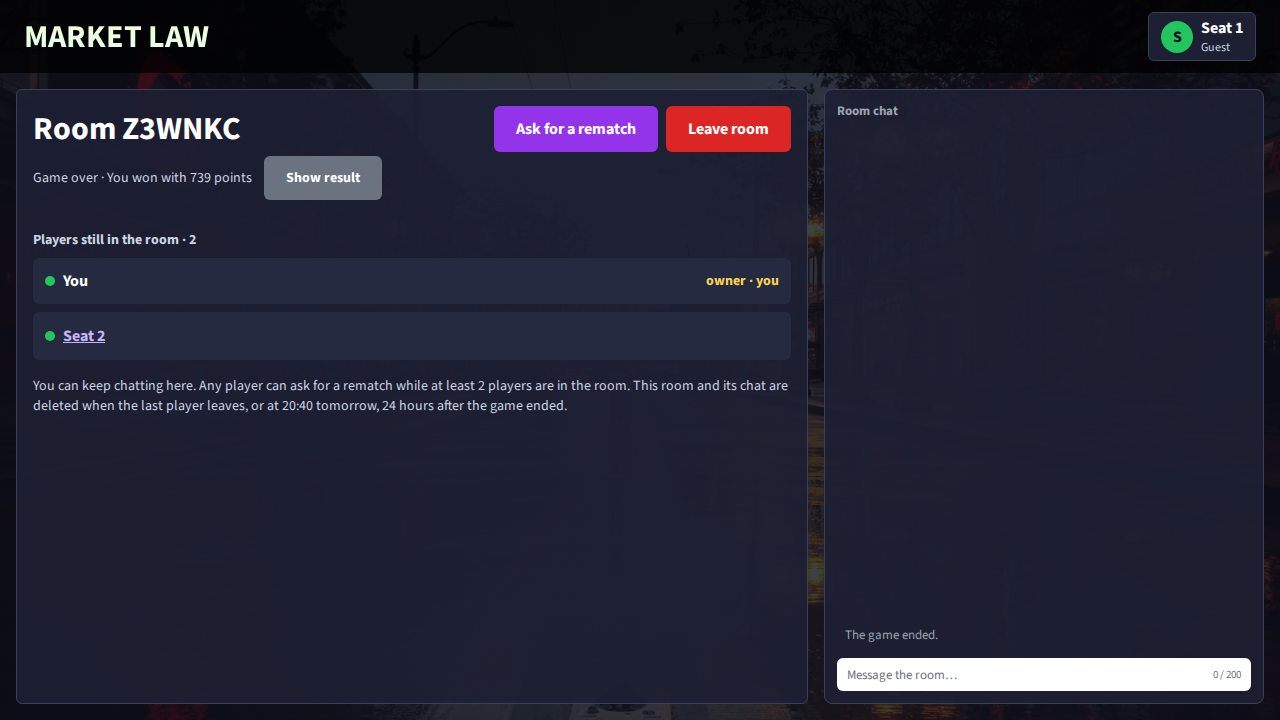 MARKET LAW
S
Seat 1
Guest
Room Z3WNKC
Ask for a rematch
Leave room
Game over · You won with 739 points
Show result
Players still in the room · 2
You
owner · you
Seat 2
You can keep chatting here. Any player can ask for a rematch while at least 2 players are in the room. This room and its chat are
deleted when the last player leaves, or at 20:40 tomorrow, 24 hours after the game ended.
Room chat
The game ended.
Message the room…
0 / 200